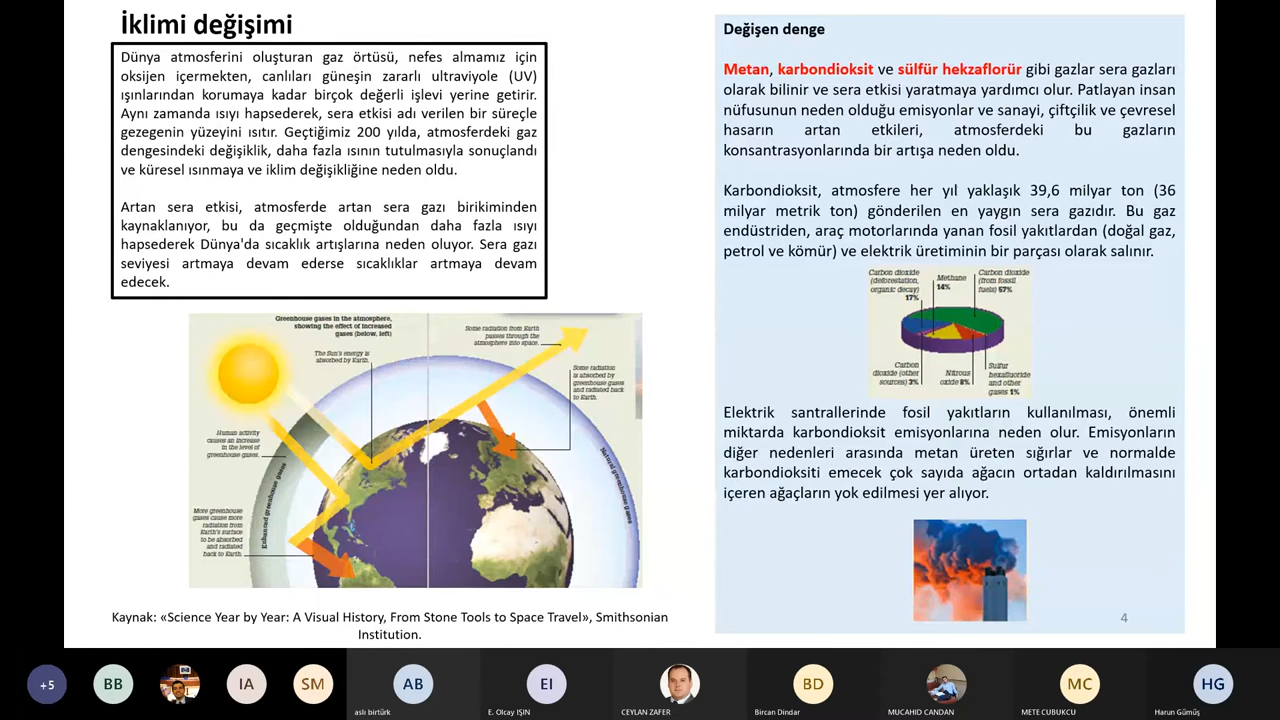 İklimi değişimi
Dünya atmosferini oluşturan gaz örtüsü, nefes almamız için
oksijen içermekten, canlıları güneşin zararlı ultraviyole (UV)
ışınlarından korumaya kadar birçok değerli işlevi yerine getirir.
Aynı zamanda ısıyı hapsederek, sera etkisi adı verilen bir süreçle
gezegenin yüzeyini ısıtır. Geçtiğimiz 200 yılda, atmosferdeki gaz
dengesindeki değişiklik, daha fazla ısının tutulmasıyla sonuçlandı
ve küresel ısınmaya ve iklim değişikliğine neden oldu.
Artan sera etkisi, atmosferde artan sera gazı birikiminden
kaynaklanıyor, bu da geçmişte olduğundan daha fazla ısıyı
hapsederek Dünya'da sıcaklık artışlarına neden oluyor. Sera gazı
seviyesi artmaya devam ederse sıcaklıklar artmaya devam
edecek.
Greenhouse gases in the atmosphere,
showing the effect of increased
gases (below, left)
The Sun's energy is
absorbed by Earth.
Some radiation from Earth
passes through the
atmosphere into space.
Some radiation
is absorbed by
greenhouse gases
and radiated back
to Earth.
Human activity
causes an increase
in the level of
greenhouse gases.
More greenhouse
gases cause more
radiation from
Earth's surface
to be absorbed
and radiated
back to Earth.
Enhanced greenhouse gases
Natural greenhouse gases
Kaynak: «Science Year by Year: A Visual History, From Stone Tools to Space Travel», Smithsonian
Institution.
Değişen denge
Metan, karbondioksit ve sülfür hekzaflorür gibi gazlar sera gazları
olarak bilinir ve sera etkisi yaratmaya yardımcı olur. Patlayan insan
nüfusunun neden olduğu emisyonlar ve sanayi, çiftçilik ve çevresel
hasarın artan etkileri, atmosferdeki bu gazların
konsantrasyonlarında bir artışa neden oldu.
Karbondioksit, atmosfere her yıl yaklaşık 39,6 milyar ton (36
milyar metrik ton) gönderilen en yaygın sera gazıdır. Bu gaz
endüstriden, araç motorlarında yanan fosil yakıtlardan (doğal gaz,
petrol ve kömür) ve elektrik üretiminin bir parçası olarak salınır.
Carbon dioxide
(deforestation,
organic decay)
17%
Methane
14%
Carbon dioxide
(from fossil
fuels) 57%
Carbon
dioxide (other
sources) 3%
Nitrous
oxide 8%
Sulfur
hexafluoride
and other
gases 1%
Elektrik santrallerinde fosil yakıtların kullanılması, önemli
miktarda karbondioksit emisyonlarına neden olur. Emisyonların
diğer nedenleri arasında metan üreten sığırlar ve normalde
karbondioksiti emecek çok sayıda ağacın ortadan kaldırılmasını
içeren ağaçların yok edilmesi yer alıyor.
4
+5
BB
IA
SM
AB
aslı birtürk
EI
E. Olcay IŞIN
CEYLAN ZAFER
BD
Bircan Dindar
MUCAHID CANDAN
MC
METE CUBUKCU
HG
Harun Gümüş